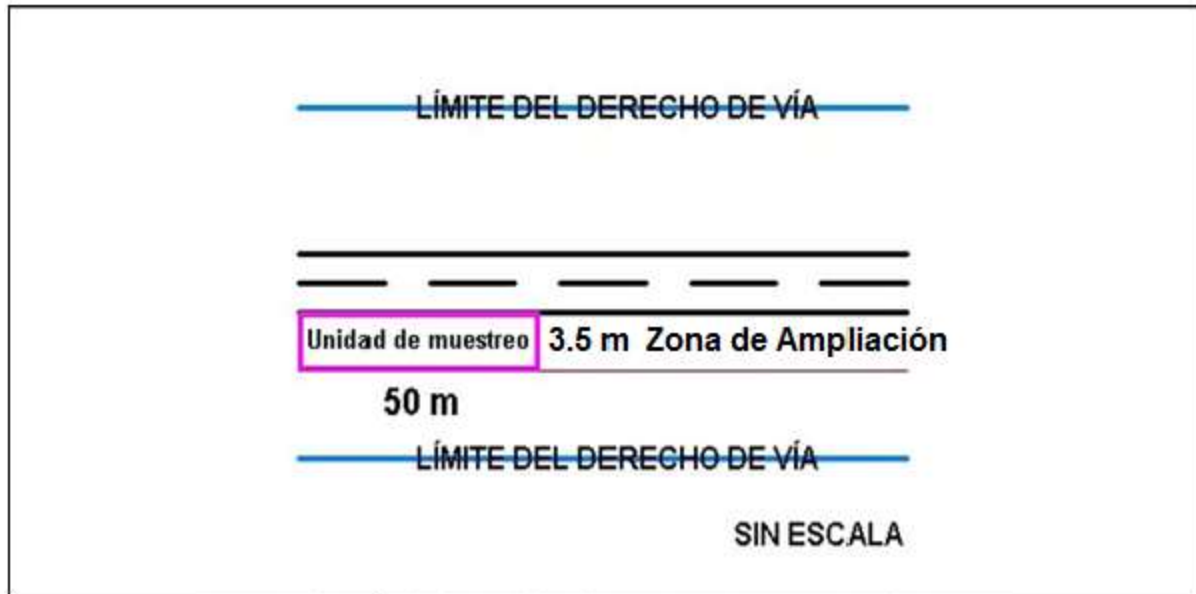 LÍMITE DEL DERECHO DE VÍA
Unidad de muestreo 3.5 m Zona de Ampliación
50 m
LÍMITE DEL DERECHO DE VÍA
SIN ESCALA